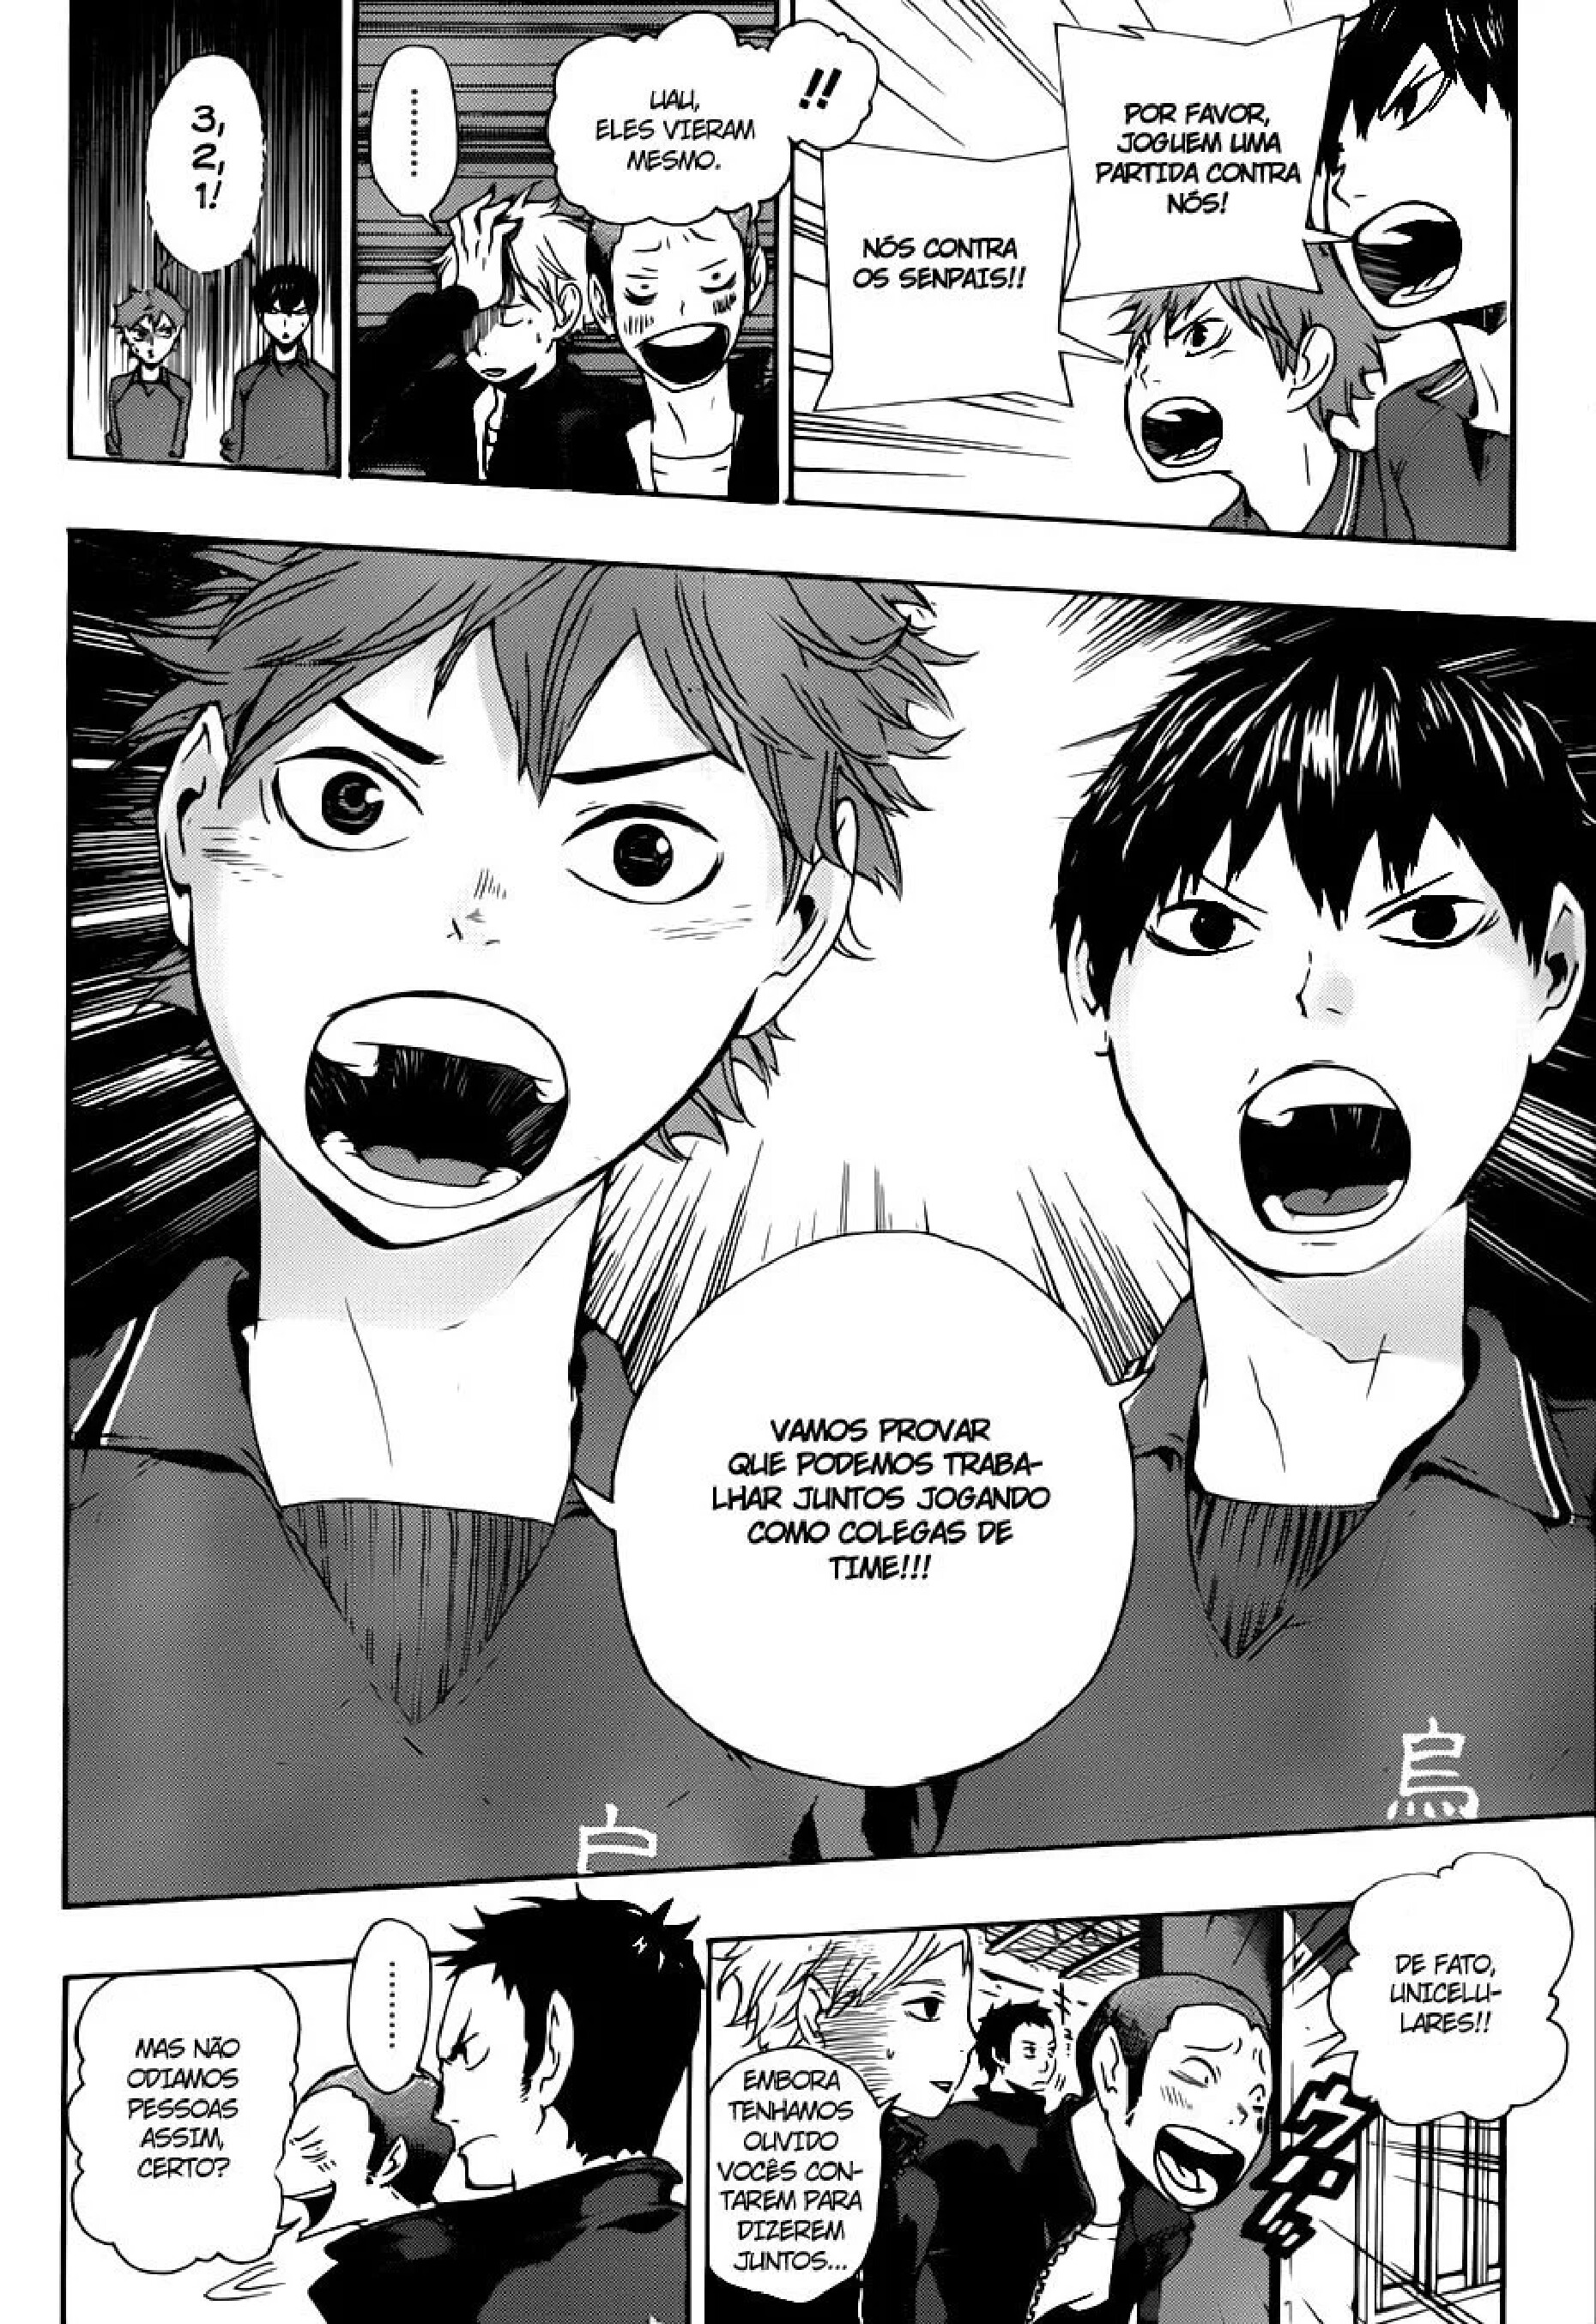 POR FAVOR,
JOGUEM UMA
PARTIDA CONTRA
NÓS!
NÓS CONTRA
OS SENPAIS!!
!!
UAU,
ELES VIERAM
MESMO.
.........
3,
2,
1!
VAMOS PROVAR
QUE PODEMOS TRABA-
LHAR JUNTOS JOGANDO
COMO COLEGAS DE
TIME!!!
烏
DE FATO,
UNICELU-
LARES!!
EMBORA
TENHAMOS
OUVIDO
VOCÊS CON-
TAREM PARA
DIZEREM
JUNTOS...
.........
MAS NÃO
ODIAMOS
PESSOAS
ASSIM,
CERTO?